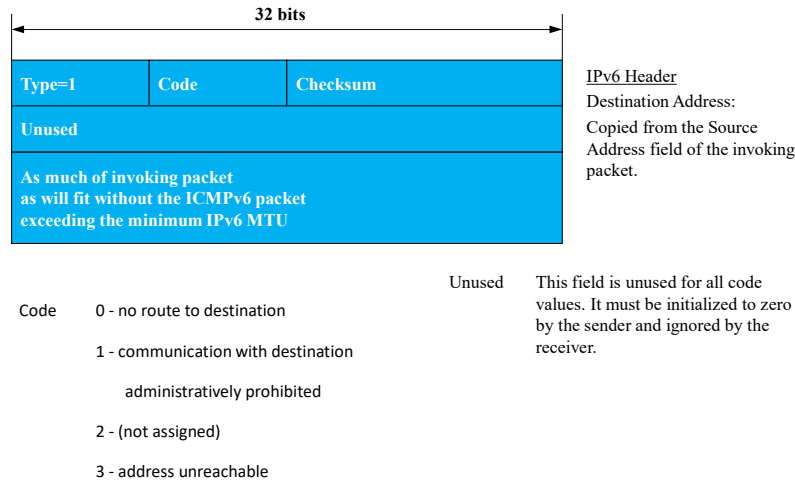 32 bits
Type=1
Code
Checksum
Unused
As much of invoking packet
as will fit without the ICMPv6 packet
exceeding the minimum IPv6 MTU
IPv6 Header
Destination Address:
Copied from the Source
Address field of the invoking
packet.
Code
0 - no route to destination
1 - communication with destination
administratively prohibited
2 - (not assigned)
3 - address unreachable
Unused
This field is unused for all code
values. It must be initialized to zero
by the sender and ignored by the
receiver.